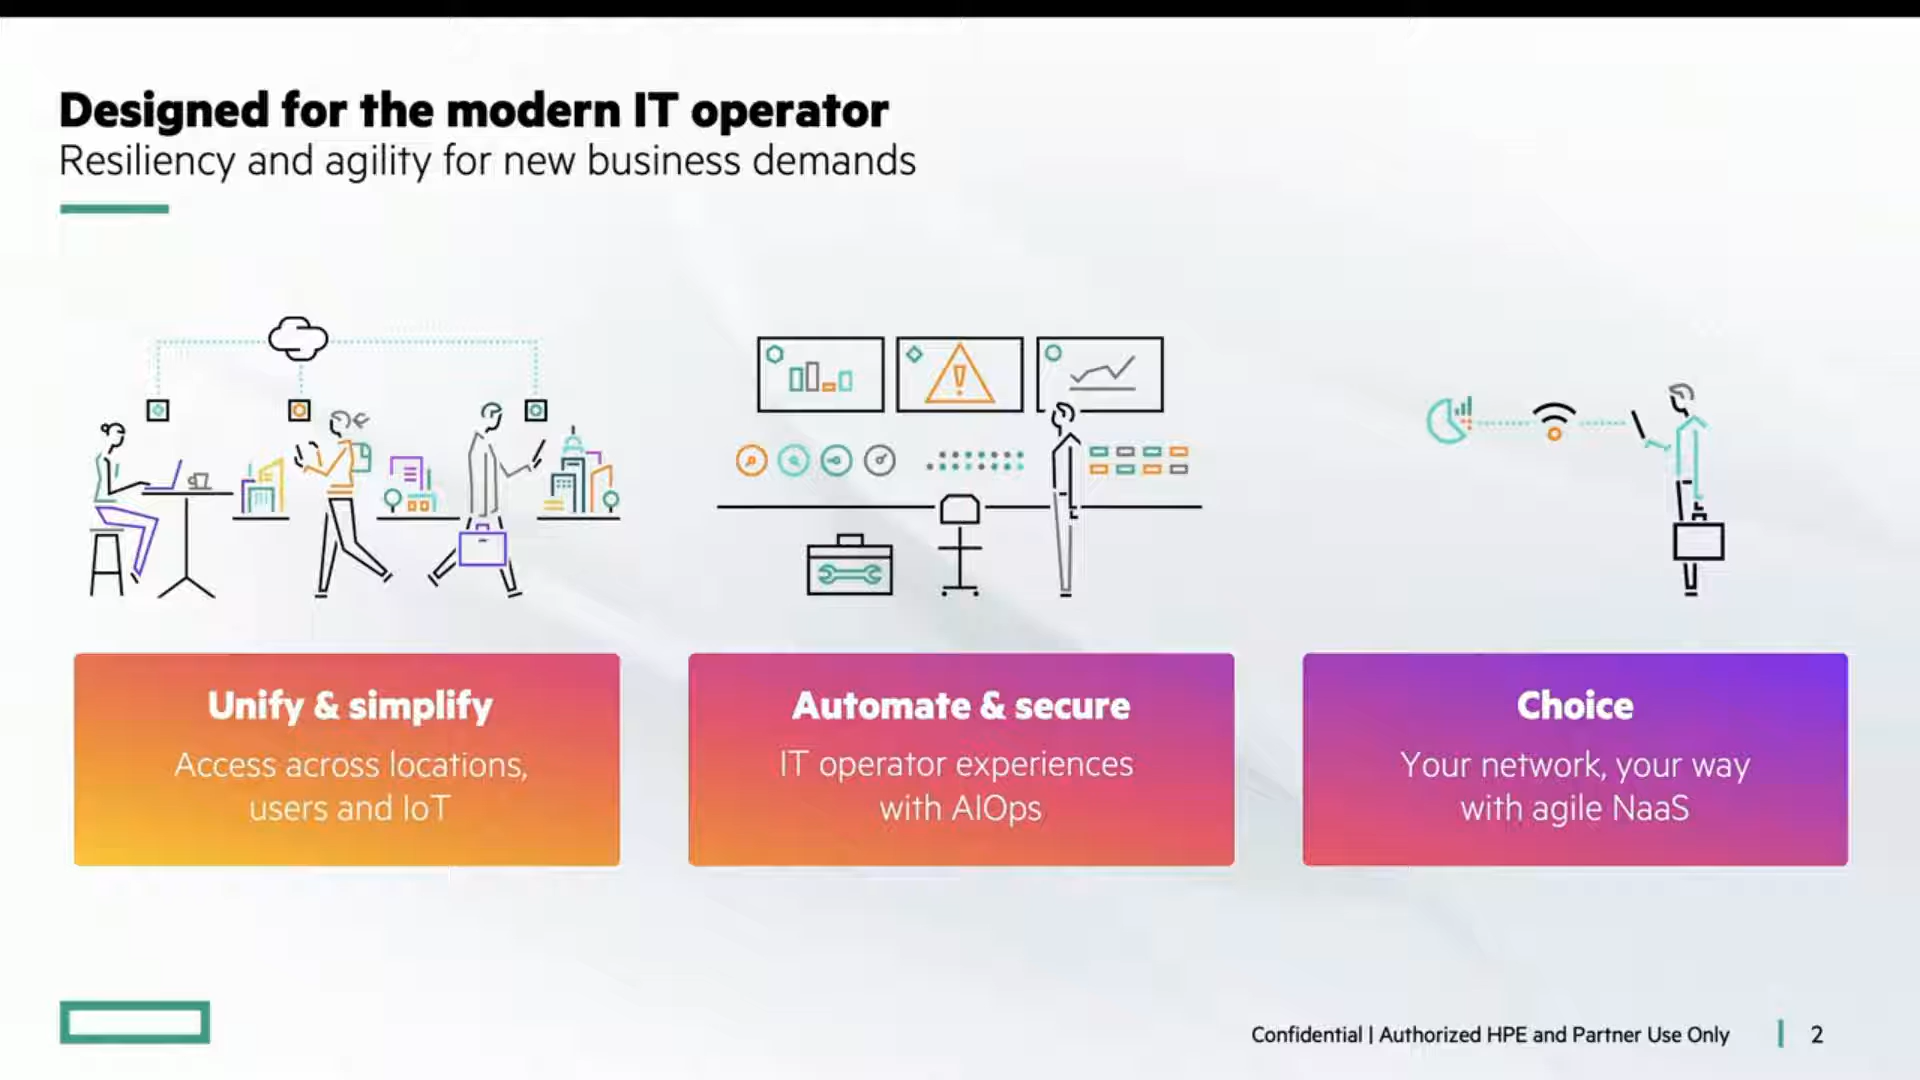 Designed for the modern IT operator
Resiliency and agility for new business demands
Unify & simplify
Access across locations,
users and IoT
Automate & secure
IT operator experiences
with AIOps
Choice
Your network, your way
with agile NaaS
Confidential | Authorized HPE and Partner Use Only
2